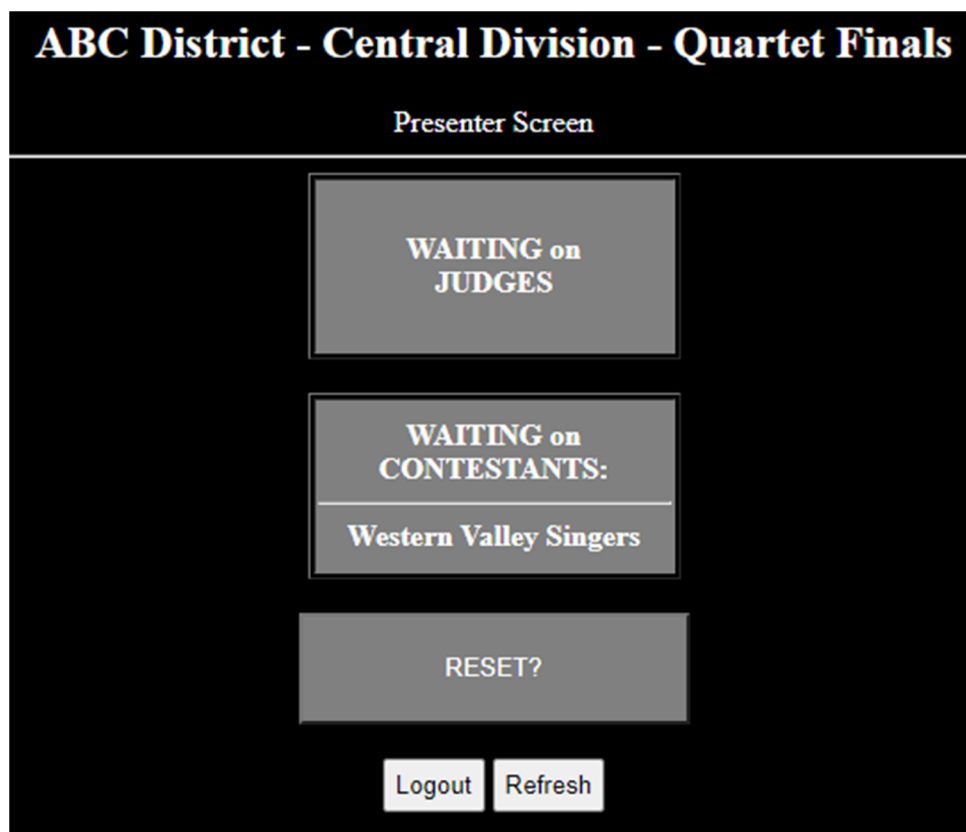 ABC District - Central Division - Quartet Finals
Presenter Screen
WAITING on
JUDGES
WAITING on
CONTESTANTS:
Western Valley Singers
RESET?
Logout Refresh